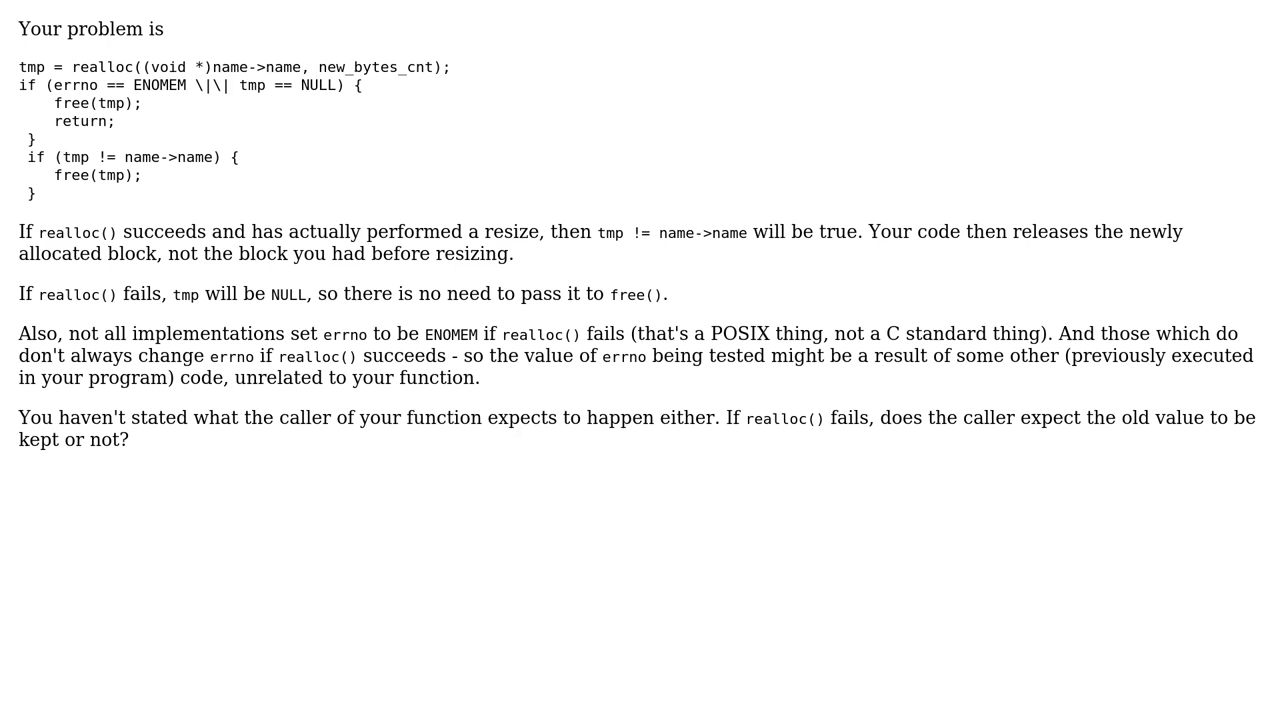 Your problem is
tmp = realloc((void *)name->name, new_bytes_cnt);
if (errno == ENOMEM \|\| tmp == NULL) {
    free(tmp);
    return;
 }
 if (tmp != name->name) {
    free(tmp);
 }
If realloc() succeeds and has actually performed a resize, then tmp != name->name will be true. Your code then releases the newly
allocated block, not the block you had before resizing.
If realloc() fails, tmp will be NULL, so there is no need to pass it to free().
Also, not all implementations set errno to be ENOMEM if realloc() fails (that's a POSIX thing, not a C standard thing). And those which do
don't always change errno if realloc() succeeds - so the value of errno being tested might be a result of some other (previously executed
in your program) code, unrelated to your function.
You haven't stated what the caller of your function expects to happen either. If realloc() fails, does the caller expect the old value to be
kept or not?